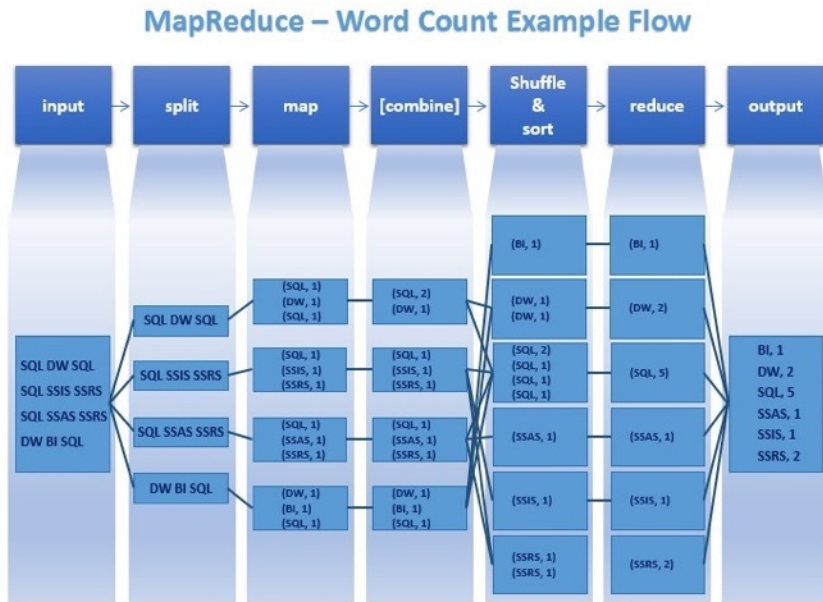 MapReduce – Word Count Example Flow
input
split
map
[combine]
Shuffle
&
sort
reduce
output
SQL DW SQL
SQL SSIS SSRS
SQL SSAS SSRS
DW BI SQL
SQL DW SQL
SQL SSIS SSRS
SQL SSAS SSRS
DW BI SQL
(SQL, 1)
(DW, 1)
(SQL, 1)
(SQL, 1)
(SSIS, 1)
(SSRS, 1)
(SQL, 1)
(SSAS, 1)
(SSRS, 1)
(DW, 1)
(BI, 1)
(SQL, 1)
(SQL, 2)
(DW, 1)
(SQL, 1)
(SSIS, 1)
(SSRS, 1)
(SQL, 1)
(SSAS, 1)
(SSRS, 1)
(DW, 1)
(BI, 1)
(SQL, 1)
(BI, 1)
(DW, 1)
(DW, 1)
(SQL, 2)
(SQL, 1)
(SQL, 1)
(SQL, 1)
(SSAS, 1)
(SSIS, 1)
(SSRS, 1)
(SSRS, 1)
(BI, 1)
(DW, 2)
(SQL, 5)
(SSAS, 1)
(SSIS, 1)
(SSRS, 2)
BI, 1
DW, 2
SQL, 5
SSAS, 1
SSIS, 1
SSRS, 2